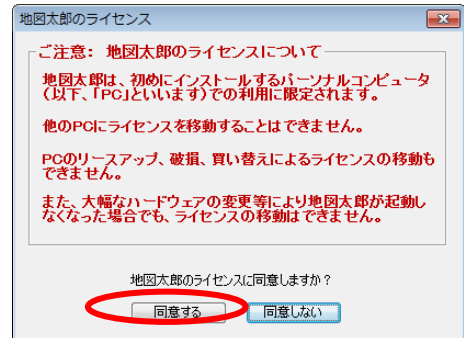 地図太郎のライセンス
ご注意： 地図太郎のライセンスについて
地図太郎は、初めにインストールするパーソナルコンピュータ
（以下、「PC」といいます）での利用に限定されます。
他のPCにライセンスを移動することはできません。
PCのリースアップ、破損、買い替えによるライセンスの移動も
できません。
また、大幅なハードウェアの変更等により地図太郎が起動し
なくなった場合でも、ライセンスの移動はできません。
地図太郎のライセンスに同意しますか？
同意する
同意しない